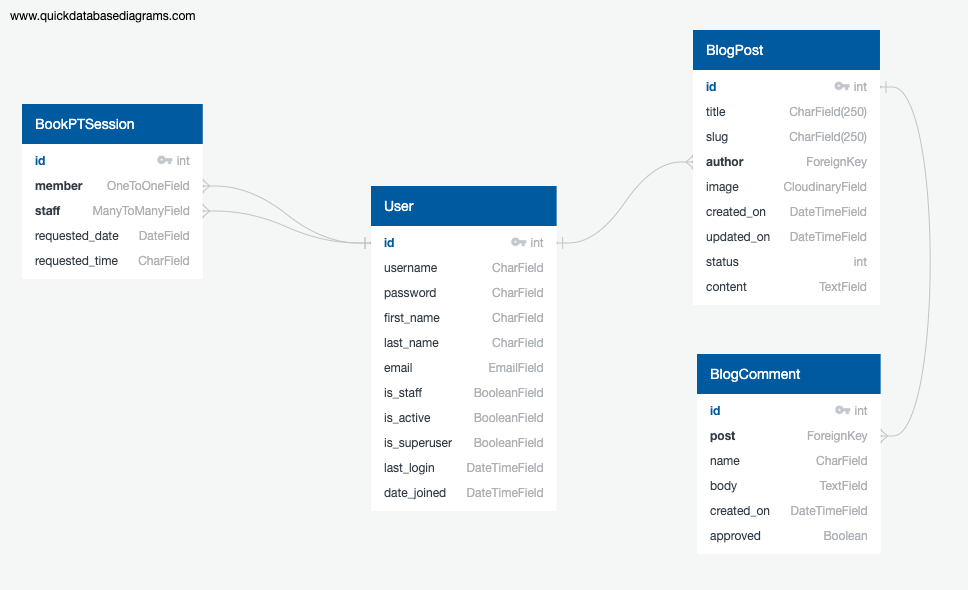 www.quickdatabasediagrams.com
BookPTSession
id int
member OneToOneField
staff ManyToManyField
requested_date DateField
requested_time CharField
User
id int
username CharField
password CharField
first_name CharField
last_name CharField
email EmailField
is_staff BooleanField
is_active BooleanField
is_superuser BooleanField
last_login DateTimeField
date_joined DateTimeField
BlogPost
id int
title CharField(250)
slug CharField(250)
author ForeignKey
image CloudinaryField
created_on DateTimeField
updated_on DateTimeField
status int
content TextField
BlogComment
id int
post ForeignKey
name CharField
body TextField
created_on DateTimeField
approved Boolean